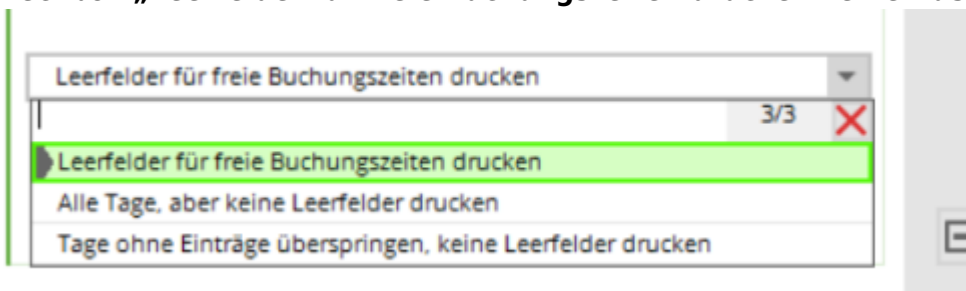 Leerfelder für freie Buchungszeiten drucken
3/3
Leerfelder für freie Buchungszeiten drucken
Alle Tage, aber keine Leerfelder drucken
Tage ohne Einträge überspringen, keine Leerfelder drucken